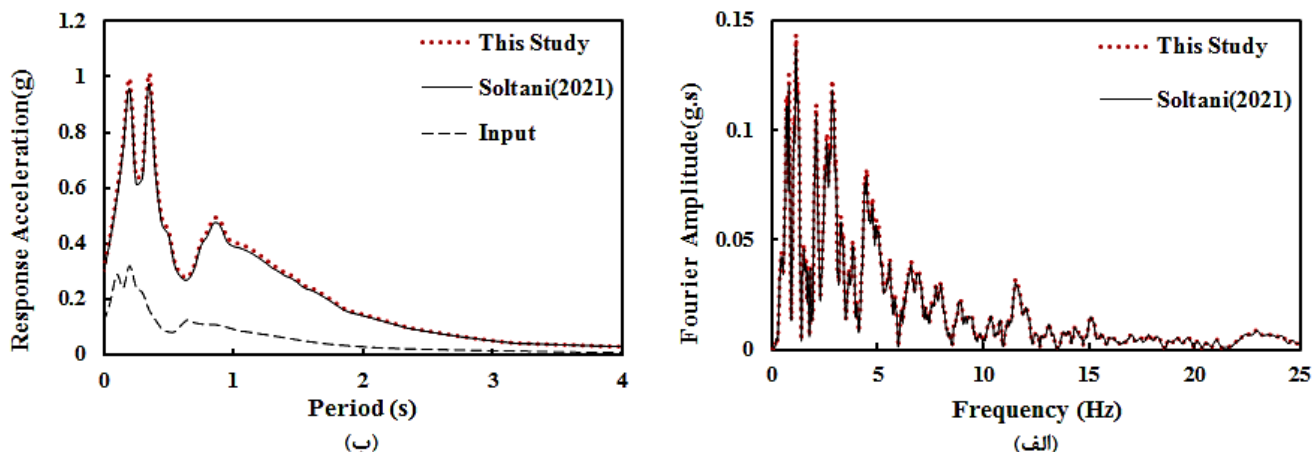 1.2
1
0.8
0.6
0.4
0.2
0
Response Acceleration(g)
This Study
Soltani(2021)
Input
0
1
2
3
4
Period (s)
(ب)
0.15
0.1
0.05
0
Fourier Amplitude(g.s)
This Study
Soltani(2021)
0
5
10
15
20
25
Frequency (Hz)
(الف)